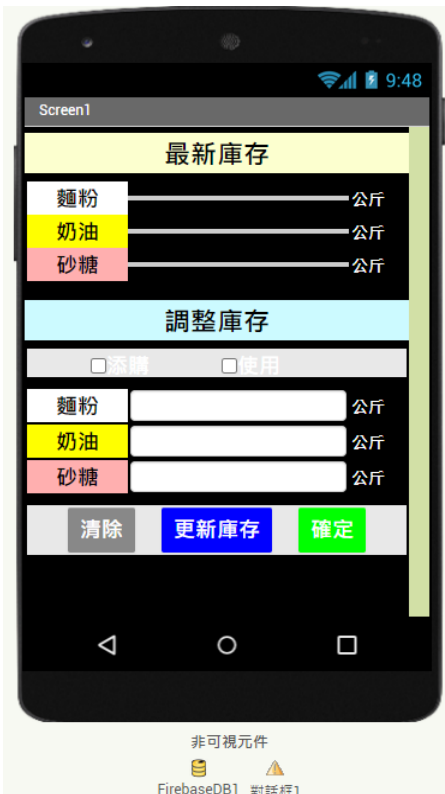 9:48
Screen1
最新庫存
麵粉 公斤
奶油 公斤
砂糖 公斤
調整庫存
添購 使用
麵粉 公斤
奶油 公斤
砂糖 公斤
清除 更新庫存 確定
非可視元件
FirebaseDB1 對話框1